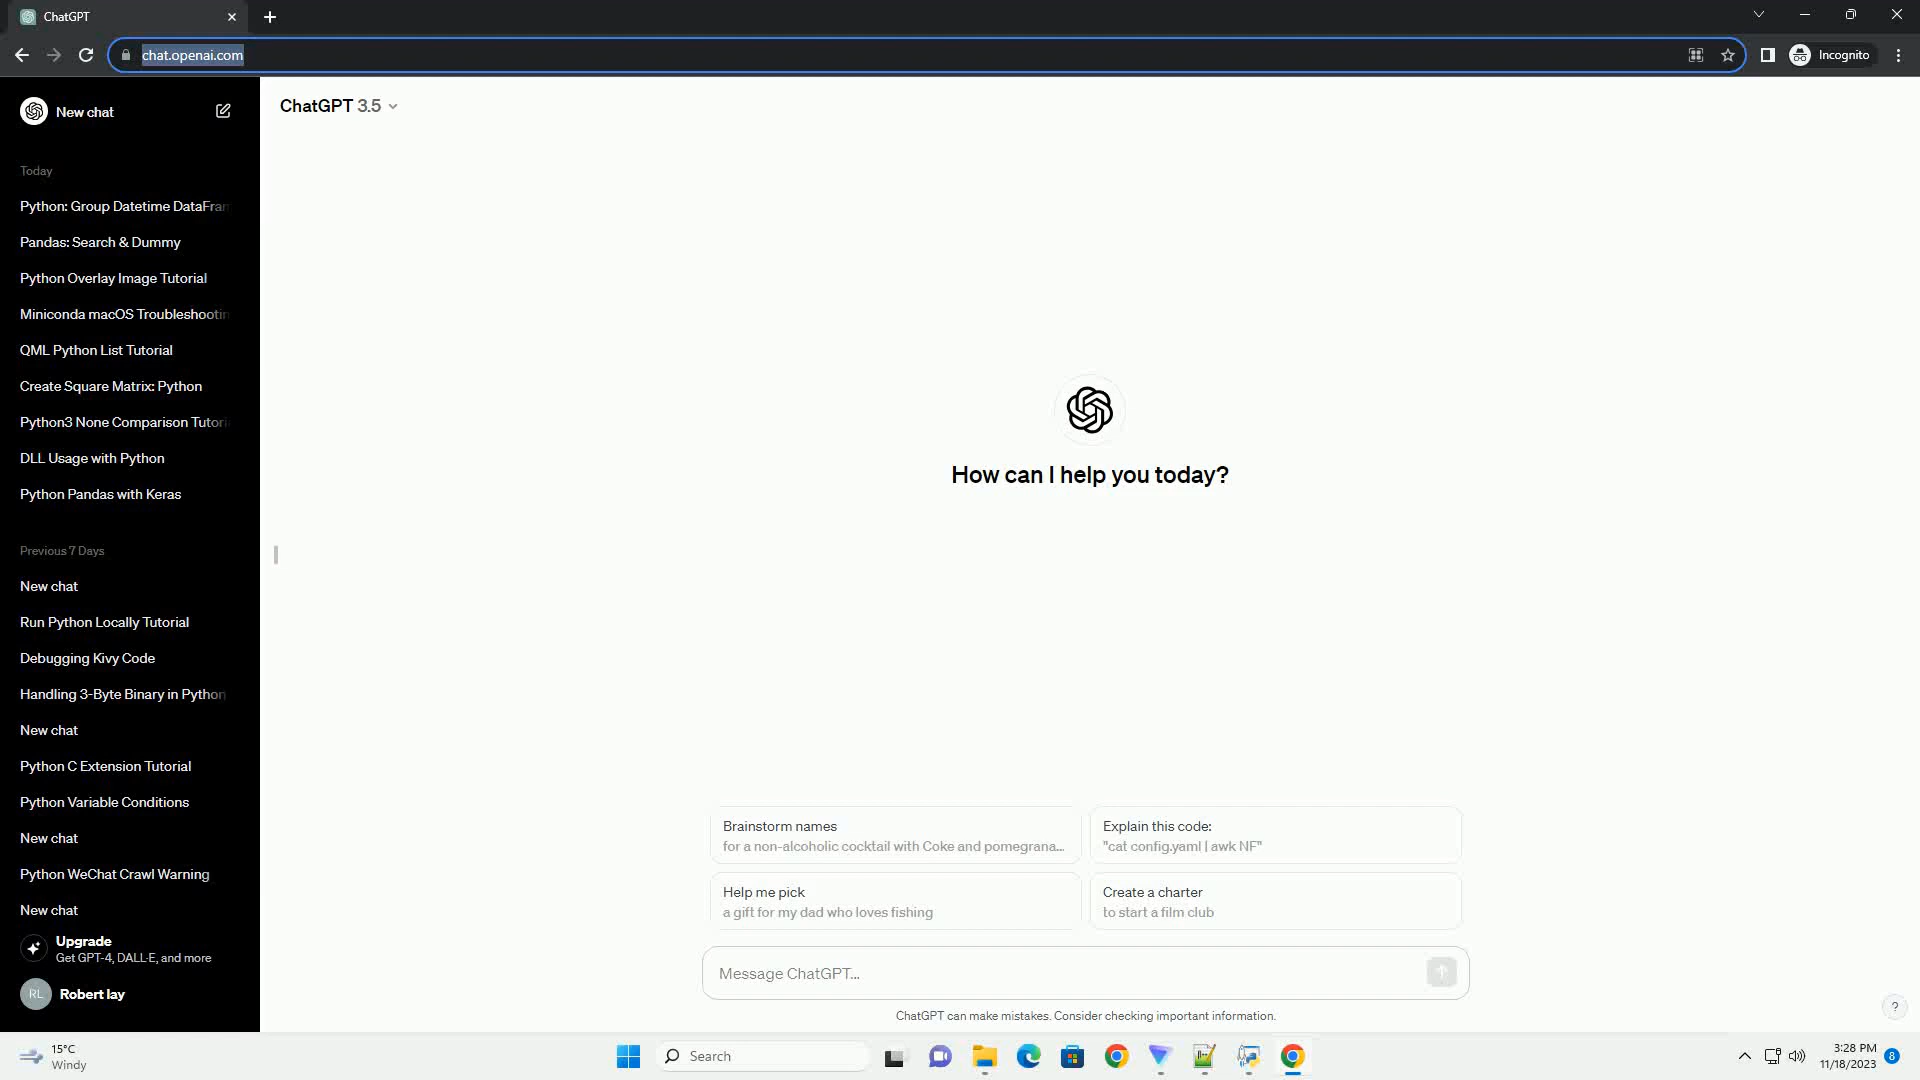 ChatGPT
chat.openai.com
Incognito
New chat
ChatGPT 3.5
Today
Python: Group Datetime DataFram
Pandas: Search & Dummy
Python Overlay Image Tutorial
Miniconda macOS Troubleshootin
QML Python List Tutorial
Create Square Matrix: Python
Python3 None Comparison Tutori
DLL Usage with Python
Python Pandas with Keras
Previous 7 Days
New chat
Run Python Locally Tutorial
Debugging Kivy Code
Handling 3-Byte Binary in Python
New chat
Python C Extension Tutorial
Python Variable Conditions
New chat
Python WeChat Crawl Warning
New chat
Upgrade
Get GPT-4, DALL·E, and more
RL
Robert lay
How can I help you today?
Brainstorm names
for a non-alcoholic cocktail with Coke and pomegrana...
Explain this code:
"cat config.yaml | awk NF"
Help me pick
a gift for my dad who loves fishing
Create a charter
to start a film club
Message ChatGPT...
ChatGPT can make mistakes. Consider checking important information.
?
15°C
Windy
Search
3:28 PM
11/18/2023
8